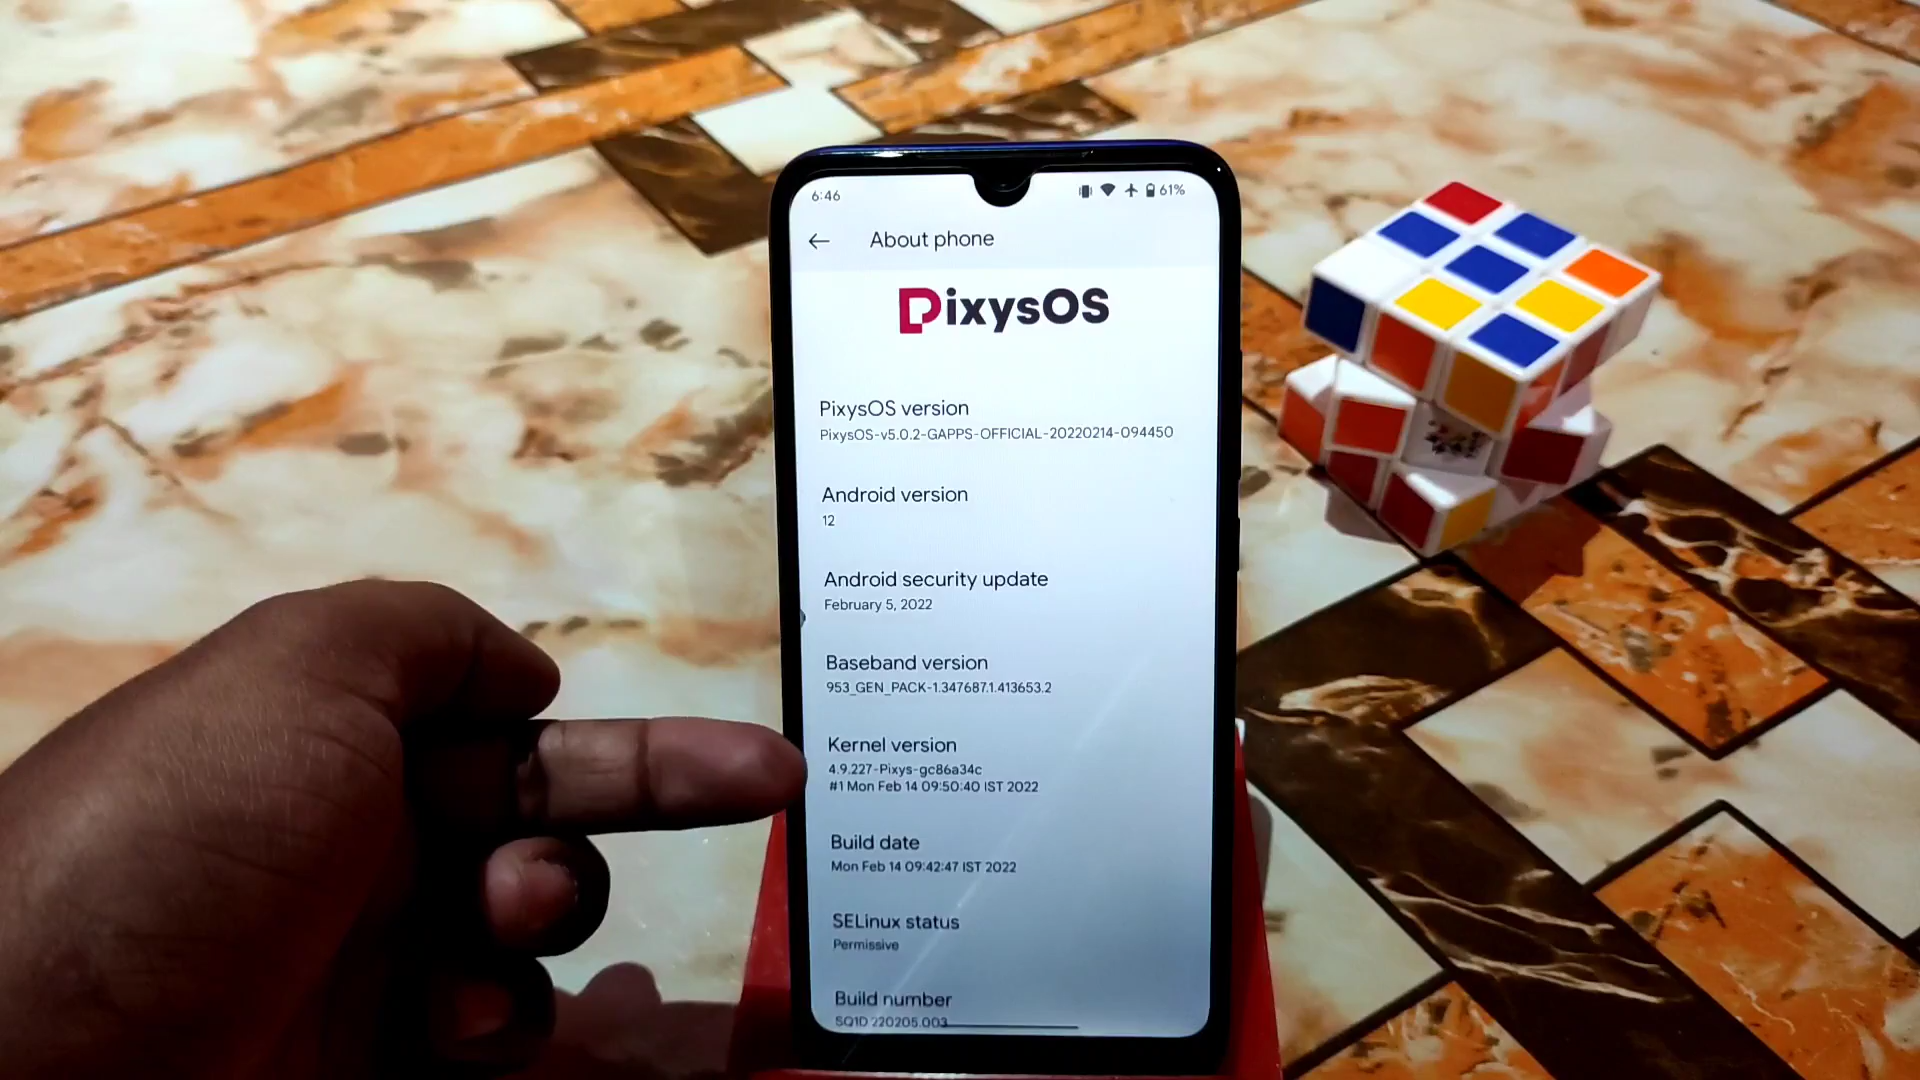 6:46
61%
About phone
PixysOS
PixysOS version
PixysOS-v5.0.2-GAPPS-OFFICIAL-20220214-094450
Android version
12
Android security update
February 5, 2022
Baseband version
953_GEN_PACK-1.347687.1.413653.2
Kernel version
4.9.227-Pixys-gc86a34c
#1 Mon Feb 14 09:50:40 IST 2022
Build date
Mon Feb 14 09:42:47 IST 2022
SELinux status
Permissive
Build number
SQ1D.220205.003